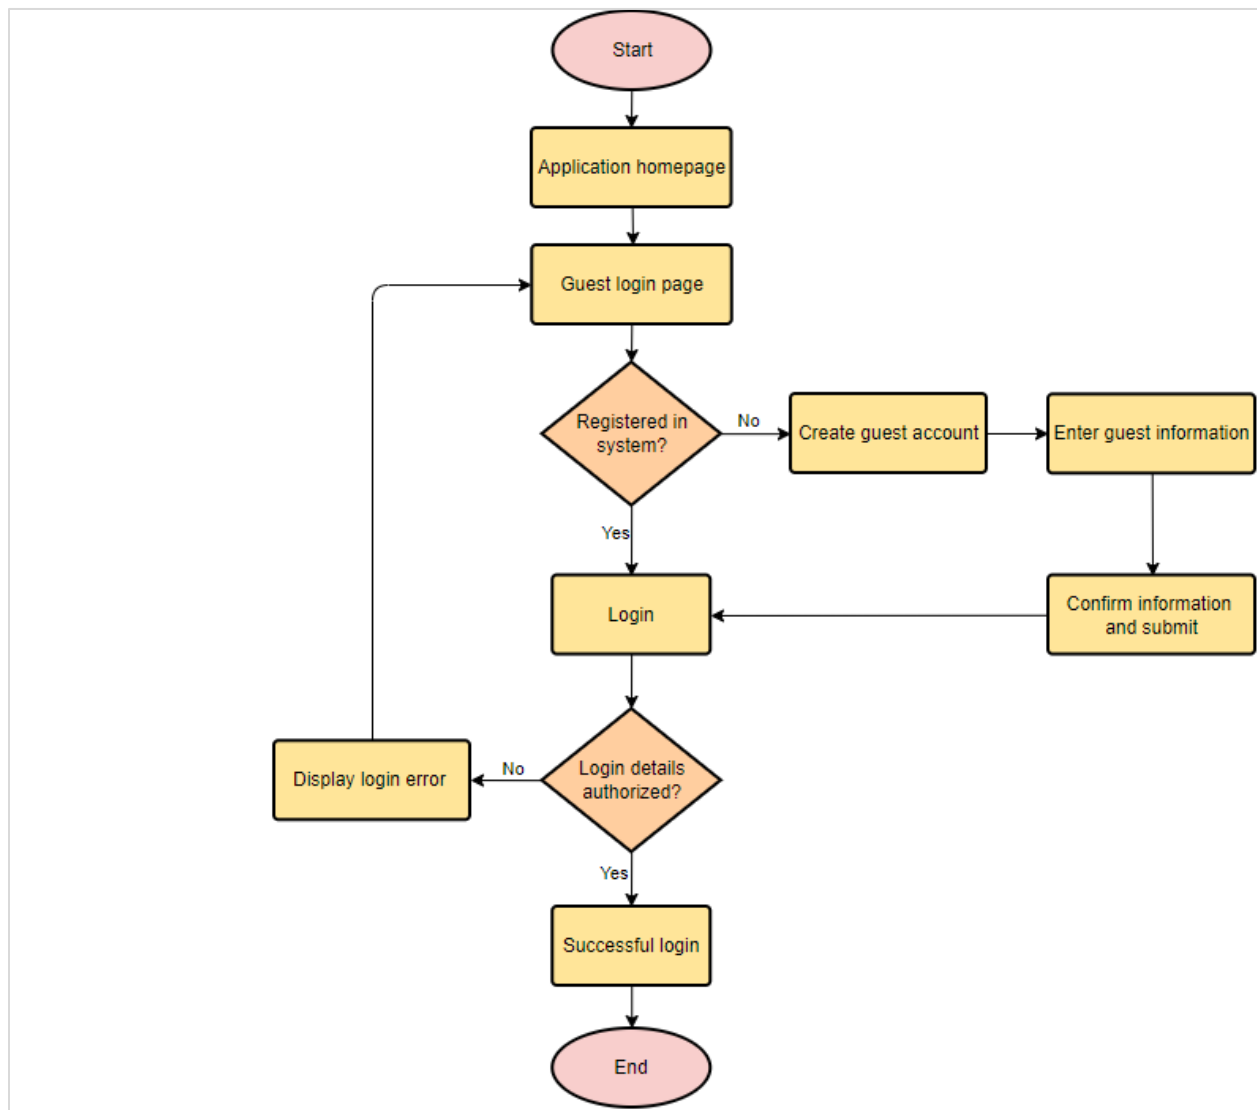 Start
Application homepage
Guest login page
Registered in
system?
No
Create guest account
Enter guest information
Yes
Login
Confirm information
and submit
Login details
authorized?
No
Display login error
Yes
Successful login
End